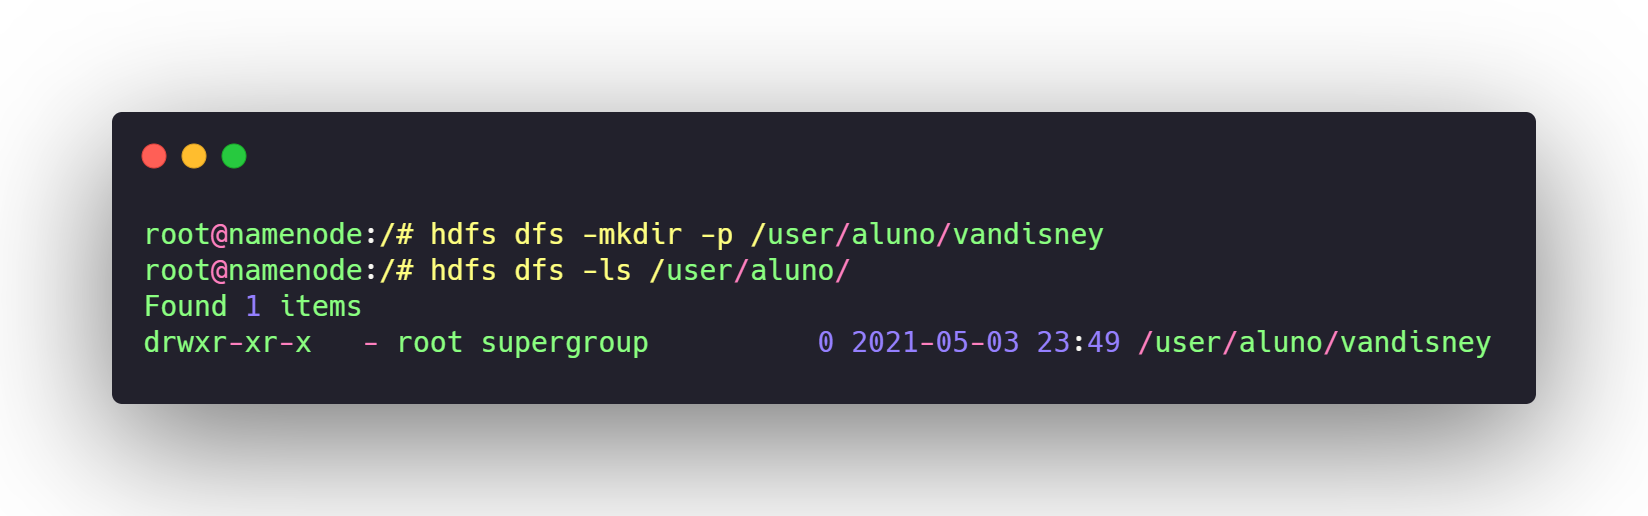 root@namenode:/# hdfs dfs -mkdir -p /user/aluno/vandisney
root@namenode:/# hdfs dfs -ls /user/aluno/
Found 1 items
drwxr-xr-x   - root supergroup          0 2021-05-03 23:49 /user/aluno/vandisney